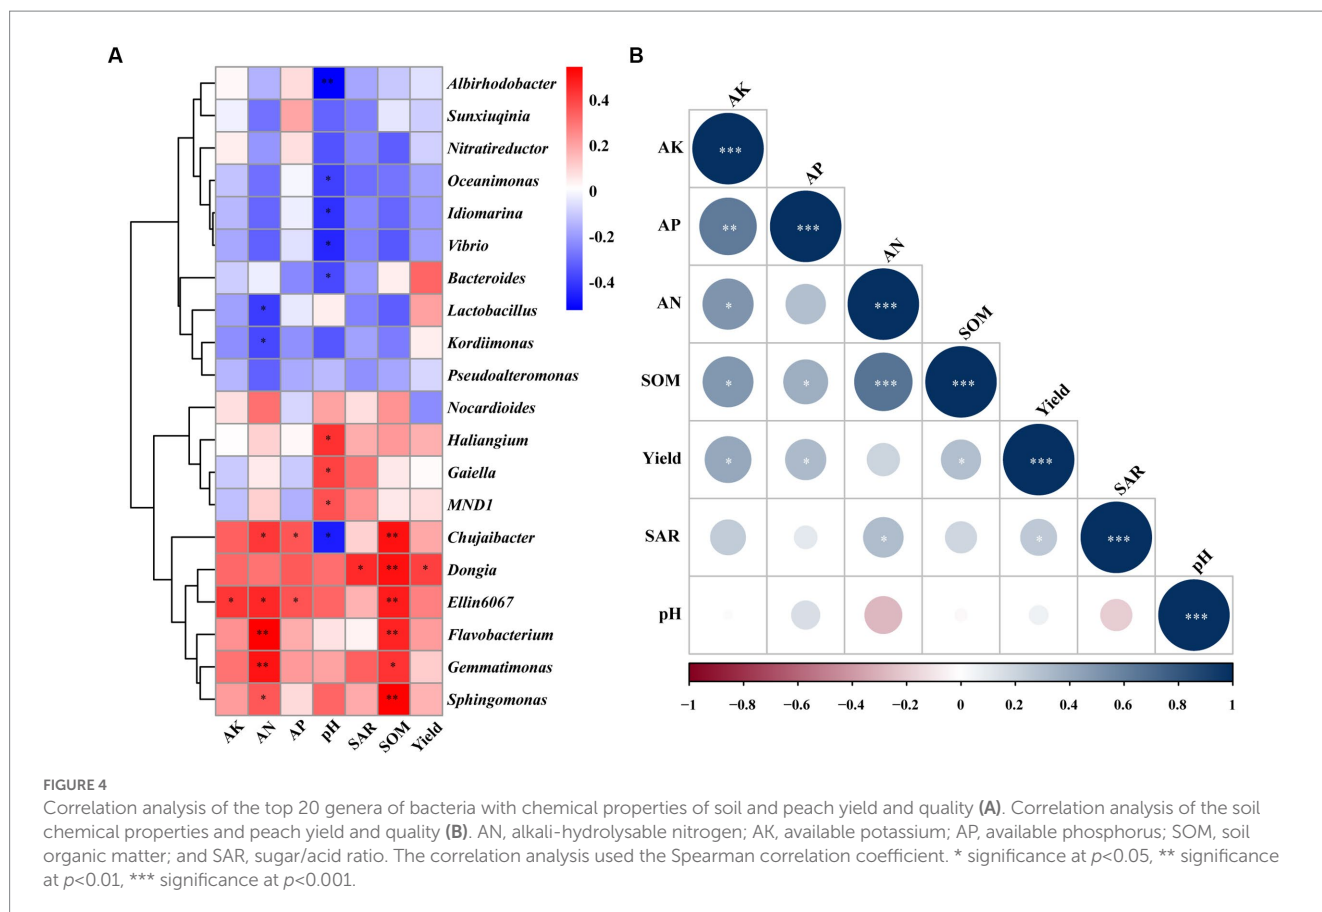 A
Albirhodobacter
Sunxiuqinia
Nitratireductor
Oceanimonas
Idiomarina
Vibrio
Bacteroides
Lactobacillus
Kordiimonas
Pseudoalteromonas
Nocardioides
Haliangium
Gaiella
MND1
Chujaibacter
Dongia
Ellin6067
Flavobacterium
Gemmatimonas
Sphingomonas
**
*
*
*
*
*
*
*
*
*
* * * **
* ** *
* * * **
** **
** *
* **
AK AN AP pH SAR SOM Yield
0.4
0.2
0
-0.2
-0.4
B
AK
AP
AN
SOM
Yield
SAR
pH
AK ***
AP ** ***
AN * ***
SOM * * *** ***
Yield * * * ***
SAR * * ***
pH ***
−1 −0.8 −0.6 −0.4 −0.2 0 0.2 0.4 0.6 0.8 1
FIGURE 4
Correlation analysis of the top 20 genera of bacteria with chemical properties of soil and peach yield and quality (A). Correlation analysis of the soil
chemical properties and peach yield and quality (B). AN, alkali-hydrolysable nitrogen; AK, available potassium; AP, available phosphorus; SOM, soil
organic matter; and SAR, sugar/acid ratio. The correlation analysis used the Spearman correlation coefficient. * significance at p<0.05, ** significance
at p<0.01, *** significance at p<0.001.